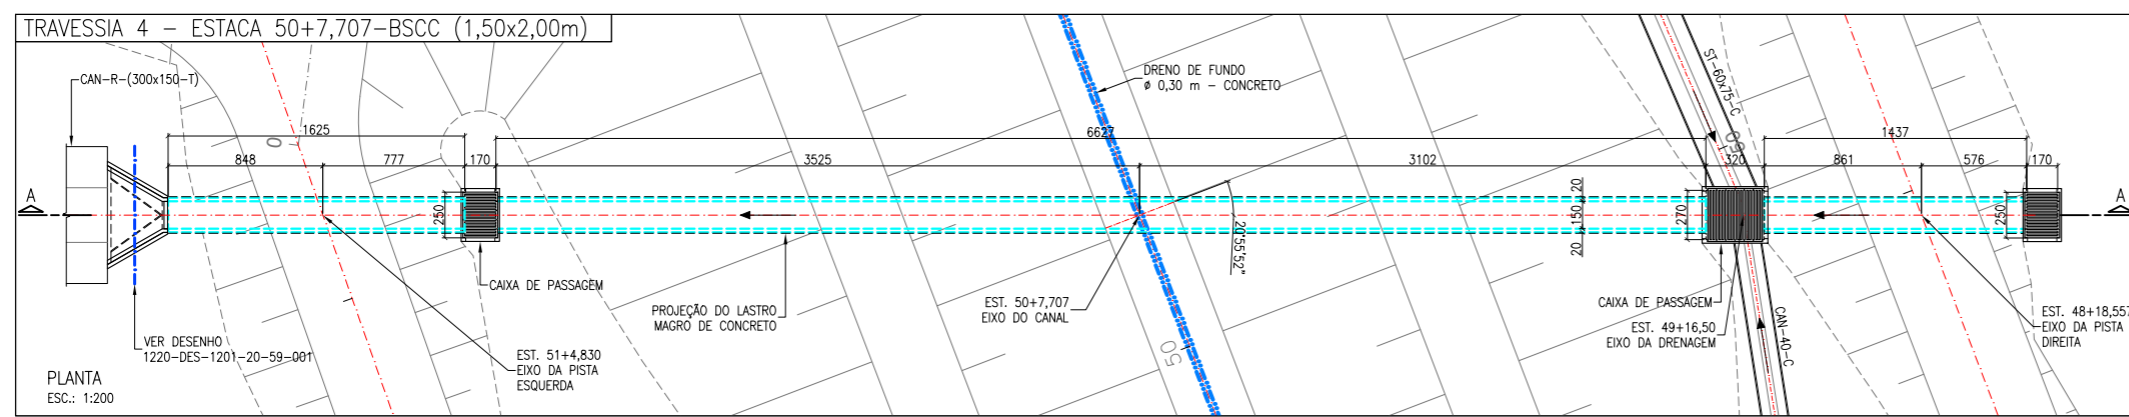 TRAVESSIA 4 - ESTACA 50+7,707-BSCC (1,50x2,00m)
CAN-R-(300x150-T)
DRENO DE FUNDO
ø 0,30 m - CONCRETO
ST-60x75-C
1625
0
6627
50
1437
848
777
170
3525
3102
320
861
576
170
A
250
20
150
20
270
250
A
20°55'52"
CAIXA DE PASSAGEM
PROJEÇÃO DO LASTRO
MAGRO DE CONCRETO
EST. 50+7,707
EIXO DO CANAL
CAIXA DE PASSAGEM
EST. 49+16,50
EIXO DA DRENAGEM
CAN-40-C
EST. 48+18,557
EIXO DA PISTA
DIREITA
VER DESENHO
1220-DES-1201-20-59-001
EST. 51+4,830
EIXO DA PISTA
ESQUERDA
50
PLANTA
ESC.: 1:200